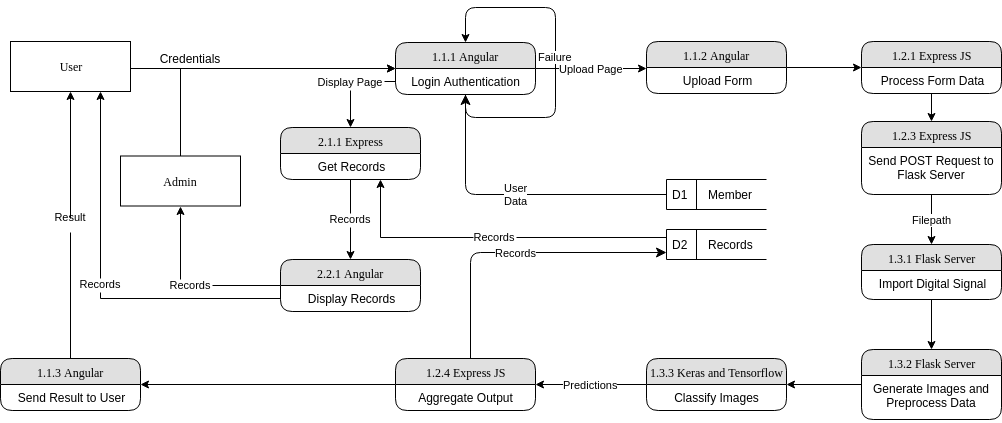 User
Credentials
1.1.1 Angular
Login Authentication
Failure
Upload Page
1.1.2 Angular
Upload Form
1.2.1 Express JS
Process Form Data
Display Page
2.1.1 Express
Get Records
1.2.3 Express JS
Send POST Request to
Flask Server
Admin
User
Data
D1
Member
Result
Records
Filepath
Records
D2
Records
Records
1.3.1 Flask Server
Import Digital Signal
2.2.1 Angular
Display Records
Records
Records
1.1.3 Angular
Send Result to User
1.2.4 Express JS
Aggregate Output
Predictions
1.3.3 Keras and Tensorflow
Classify Images
1.3.2 Flask Server
Generate Images and
Preprocess Data